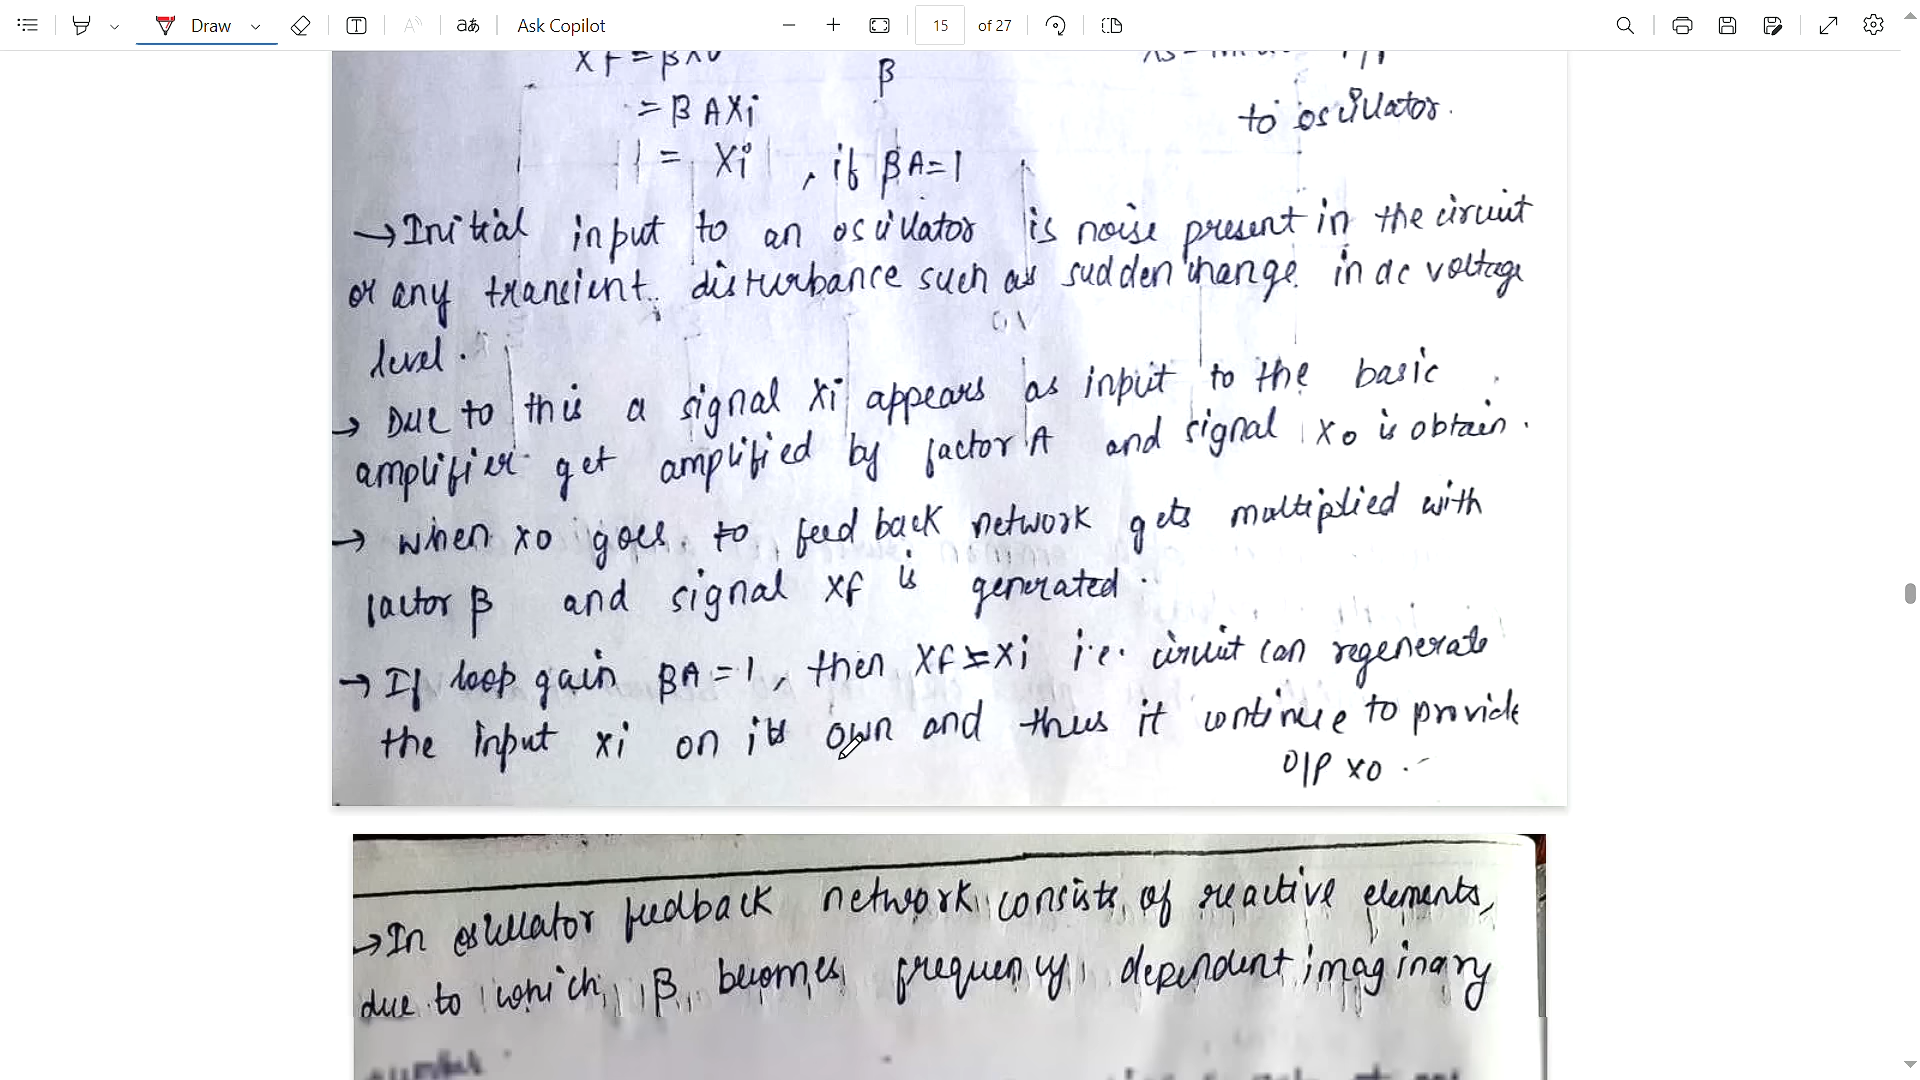 Draw
Ask Copilot
15 of 27
β
to oscillator.
= β A Xi
= Xi , if βA=1
→ Initial input to an oscillator is noise present in the circuit
or any transient disturbance such as sudden change in dc voltage
level.
→ Due to this a signal Xi appears as input to the basic
amplifier get amplified by factor A and signal Xo is obtain.
→ when xo goes to feed back network gets multiplied with
factor β and signal XF is generated.
→ If loop gain βA=1, then XF=Xi i.e. circuit can regenerate
the input xi on its own and thus it continue to provide
O/P XO.
→ In oscillator feedback network consists of reactive elements,
due to which, β becomes frequency dependent imaginary